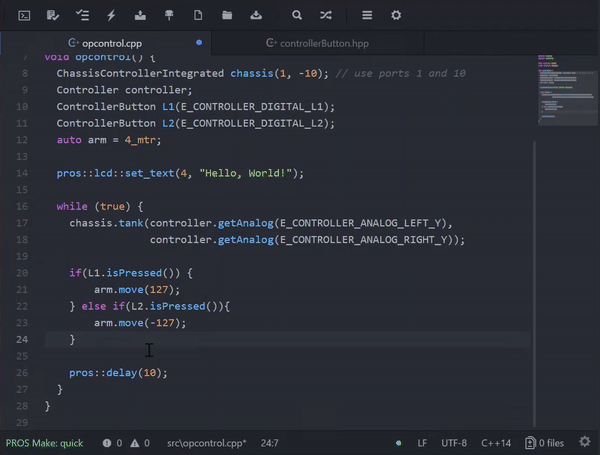 opcontrol.cpp
controllerButton.hpp
7 void opcontrol() {
8 ChassisControllerIntegrated chassis(1, -10); // use ports 1 and 10
9 Controller controller;
10 ControllerButton L1(E_CONTROLLER_DIGITAL_L1);
11 ControllerButton L2(E_CONTROLLER_DIGITAL_L2);
12 auto arm = 4_mtr;
13
14 pros::lcd::set_text(4, "Hello, World!");
15
16 while (true) {
17 chassis.tank(controller.getAnalog(E_CONTROLLER_ANALOG_LEFT_Y),
18 controller.getAnalog(E_CONTROLLER_ANALOG_RIGHT_Y));
19
20 if(L1.isPressed()) {
21 arm.move(127);
22 } else if(L2.isPressed()){
23 arm.move(-127);
24 }
25
26 pros::delay(10);
27 }
28 }
29
PROS Make: quick 0 0 src\opcontrol.cpp* 24:7 LF UTF-8 C++14 0 files